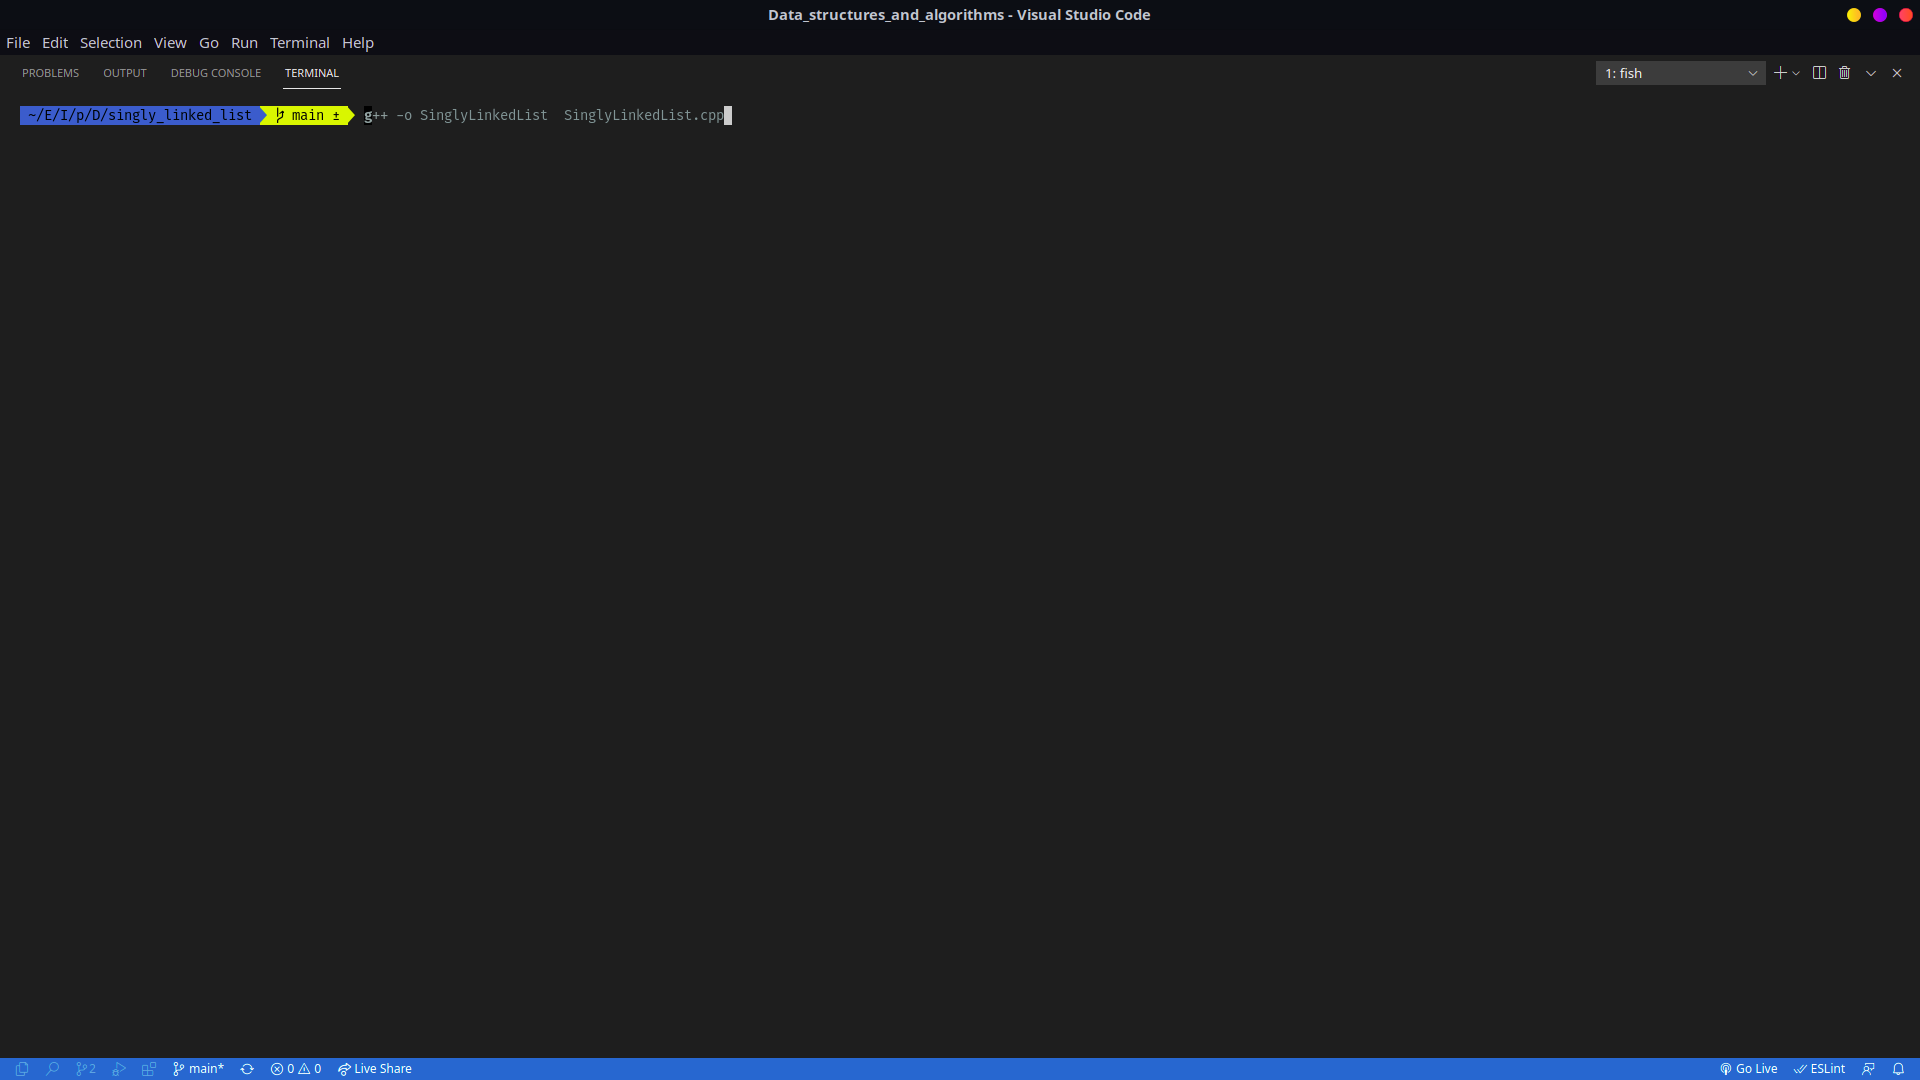 Data_structures_and_algorithms - Visual Studio Code
File Edit Selection View Go Run Terminal Help
PROBLEMS OUTPUT DEBUG CONSOLE TERMINAL 1: fish
~/E/I/p/D/singly_linked_list main ± g++ -o SinglyLinkedList  SinglyLinkedList.cpp
2 main* 0 0 Live Share Go Live ESLint